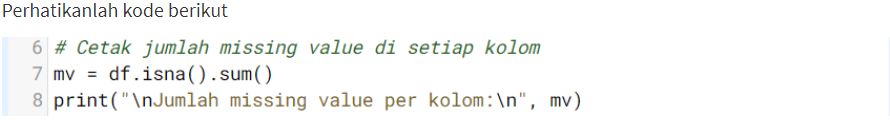 Perhatikanlah kode berikut
6 # Cetak jumlah missing value di setiap kolom
7 mv = df.isna().sum()
8 print("\nJumlah missing value per kolom:\n", mv)